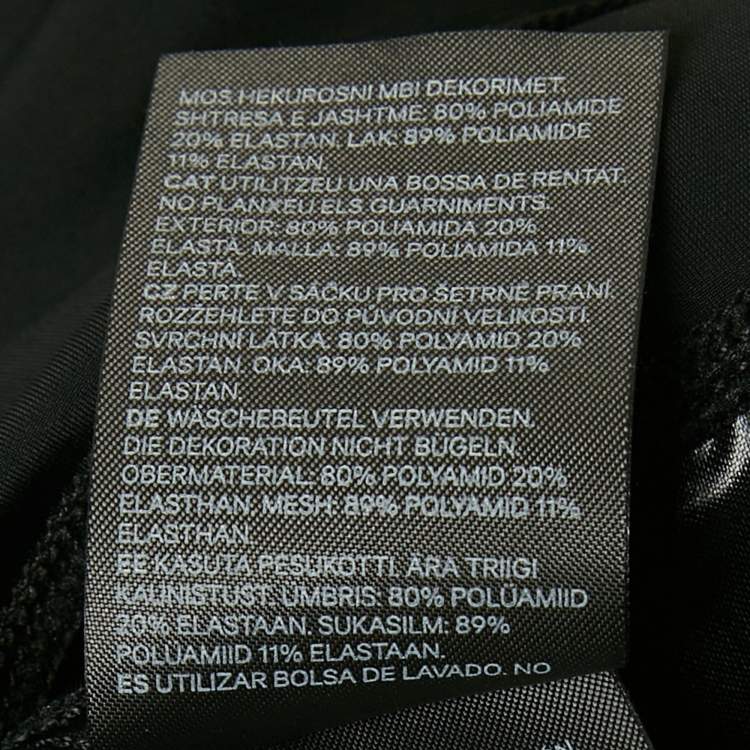 MOS HEKUROSNI MBI DEKORIMET.
SHTRESA E JASHTME: 80% POLIAMIDE
20% ELASTAN. LAK: 89% POLIAMIDE
11% ELASTAN.
CAT UTILITZEU UNA BOSSA DE RENTAT.
NO PLANXEU ELS GUARNIMENTS.
EXTERIOR: 80% POLIAMIDA 20%
ELASTÀ. MALLA: 89% POLIAMIDA 11%
ELASTÀ.
CZ PERTE V SÁČKU PRO ŠETRNÉ PRANÍ.
ROZŽEHLETE DO PŮVODNÍ VELIKOSTI.
SVRCHNÍ LÁTKA: 80% POLYAMID 20%
ELASTAN. OKA: 89% POLYAMID 11%
ELASTAN.
DE WÄSCHEBEUTEL VERWENDEN.
DIE DEKORATION NICHT BÜGELN.
OBERMATERIAL: 80% POLYAMID 20%
ELASTHAN. MESH: 89% POLYAMID 11%
ELASTHAN.
EE KASUTA PESUKOTTI. ÄRA TRIIGI
KAUNISTUST. ÜMBRIS: 80% POLÜAMIID
20% ELASTAAN. SUKASILM: 89%
POLÜAMIID 11% ELASTAAN.
ES UTILIZAR BOLSA DE LAVADO. NO